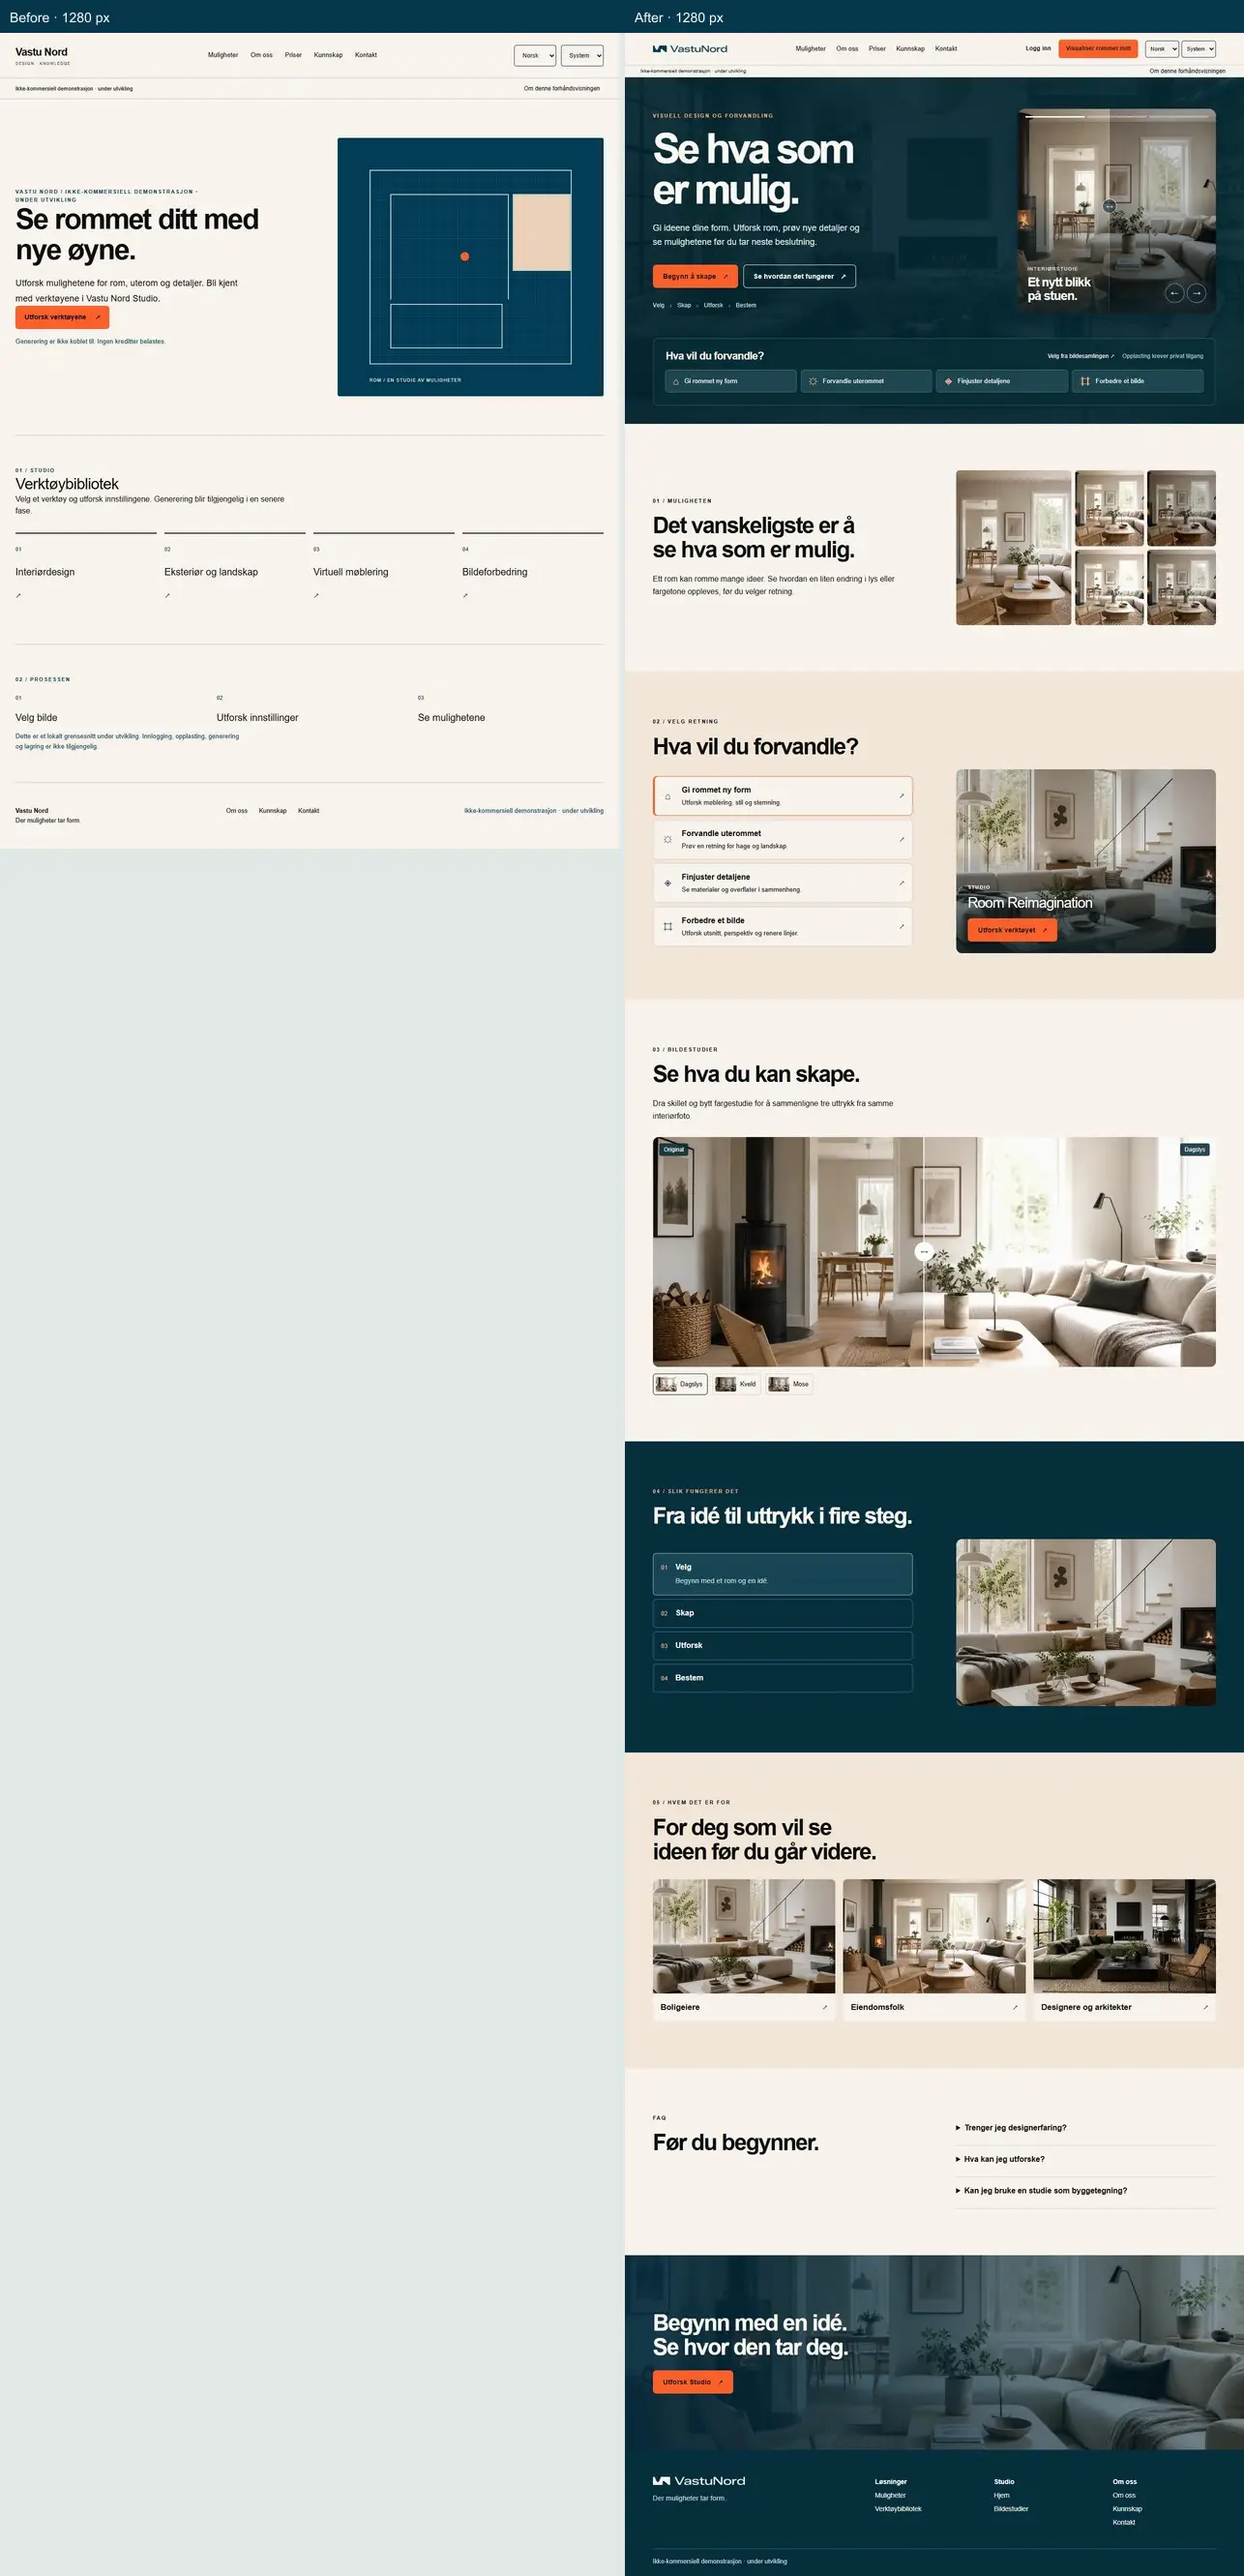 Before · 1280 px
Vastu Nord
DESIGN · KNOWLEDGE
Muligheter Om oss Priser Kunnskap Kontakt
Norsk System
Ikke-kommersiell demonstrasjon · under utvikling
Om denne forhåndsvisningen
VASTU NORD / IKKE-KOMMERSIELL DEMONSTRASJON ·
UNDER UTVIKLING
Se rommet ditt med
nye øyne.
Utforsk mulighetene for rom, uterom og detaljer. Bli kjent
med verktøyene i Vastu Nord Studio.
Utforsk verktøyene ↗
Generering er ikke koblet til. Ingen kreditter belastes.
ROM / EN STUDIE AV MULIGHETER
01 / STUDIO
Verktøybibliotek
Velg et verktøy og utforsk innstillingene. Generering blir tilgjengelig i en senere
fase.
01
Interiørdesign
↗
02
Eksteriør og landskap
↗
03
Virtuell møblering
↗
04
Bildeforbedring
↗
02 / PROSESSEN
01
Velg bilde
02
Utforsk innstillinger
03
Se mulighetene
Dette er et lokalt grensesnitt under utvikling. Innlogging, opplasting, generering
og lagring er ikke tilgjengelig.
Vastu Nord
Der muligheter tar form.
Om oss Kunnskap Kontakt
Ikke-kommersiell demonstrasjon · under utvikling
After · 1280 px
VastuNord
Muligheter Om oss Priser Kunnskap Kontakt
Logg inn
Visualiser rommet ditt
Norsk System
Ikke-kommersiell demonstrasjon · under utvikling
Om denne forhåndsvisningen
VISUELL DESIGN OG FORVANDLING
Se hva som
er mulig.
Gi ideene dine form. Utforsk rom, prøv nye detaljer og
se mulighetene før du tar neste beslutning.
Begynn å skape ↗
Se hvordan det fungerer ↗
Velg › Skap › Utforsk › Bestem
INTERIØRSTUDIE
Et nytt blikk
på stuen.
← →
Hva vil du forvandle?
Velg fra bildesamlingen ↗
Opplasting krever privat tilgang
Gi rommet ny form
Forvandle uterommet
Finjuster detaljene
Forbedre et bilde
01 / MULIGHETEN
Det vanskeligste er å
se hva som er mulig.
Ett rom kan romme mange ideer. Se hvordan en liten endring i lys eller
fargetone oppleves, før du velger retning.
02 / VELG RETNING
Hva vil du forvandle?
Gi rommet ny form ↗
Utforsk møblering, stil og stemning.
Forvandle uterommet ↗
Prøv en retning for hage og landskap.
Finjuster detaljene ↗
Se materialer og overflater i sammenheng.
Forbedre et bilde ↗
Utforsk utsnitt, perspektiv og renere linjer.
STUDIO
Room Reimagination
Utforsk verktøyet ↗
03 / BILDESTUDIER
Se hva du kan skape.
Dra skillet og bytt fargestudie for å sammenligne tre uttrykk fra samme
interiørfoto.
Original
Dagslys
Dagslys Kveld Mose
04 / SLIK FUNGERER DET
Fra idé til uttrykk i fire steg.
01 Velg
Begynn med et rom og en idé.
02 Skap
03 Utforsk
04 Bestem
05 / HVEM DET ER FOR
For deg som vil se
ideen før du går videre.
Boligeiere ↗
Eiendomsfolk ↗
Designere og arkitekter ↗
FAQ
Før du begynner.
Trenger jeg designerfaring?
Hva kan jeg utforske?
Kan jeg bruke en studie som byggetegning?
Begynn med en idé.
Se hvor den tar deg.
Utforsk Studio ↗
VastuNord
Der muligheter tar form.
Løsninger
Muligheter
Verktøybibliotek
Studio
Hjem
Bildestudier
Om oss
Om oss
Kunnskap
Kontakt
Ikke-kommersiell demonstrasjon · under utvikling